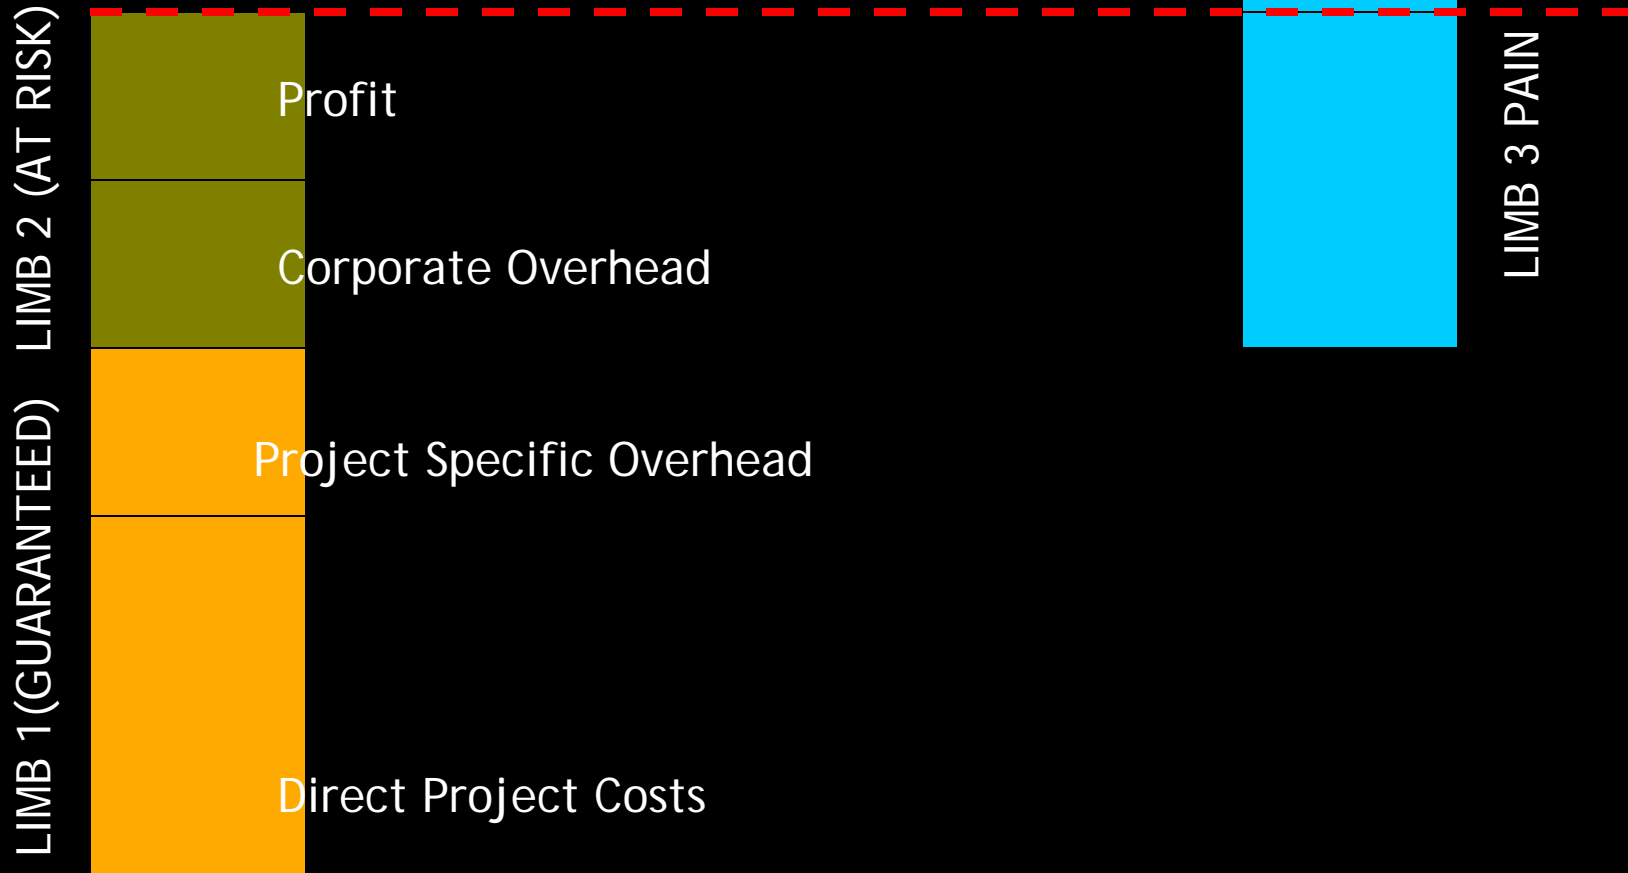 LIMB 2 (AT RISK)
Profit
LIMB 3 PAIN
Corporate Overhead
LIMB 1(GUARANTEED)
Project Specific Overhead
Direct Project Costs